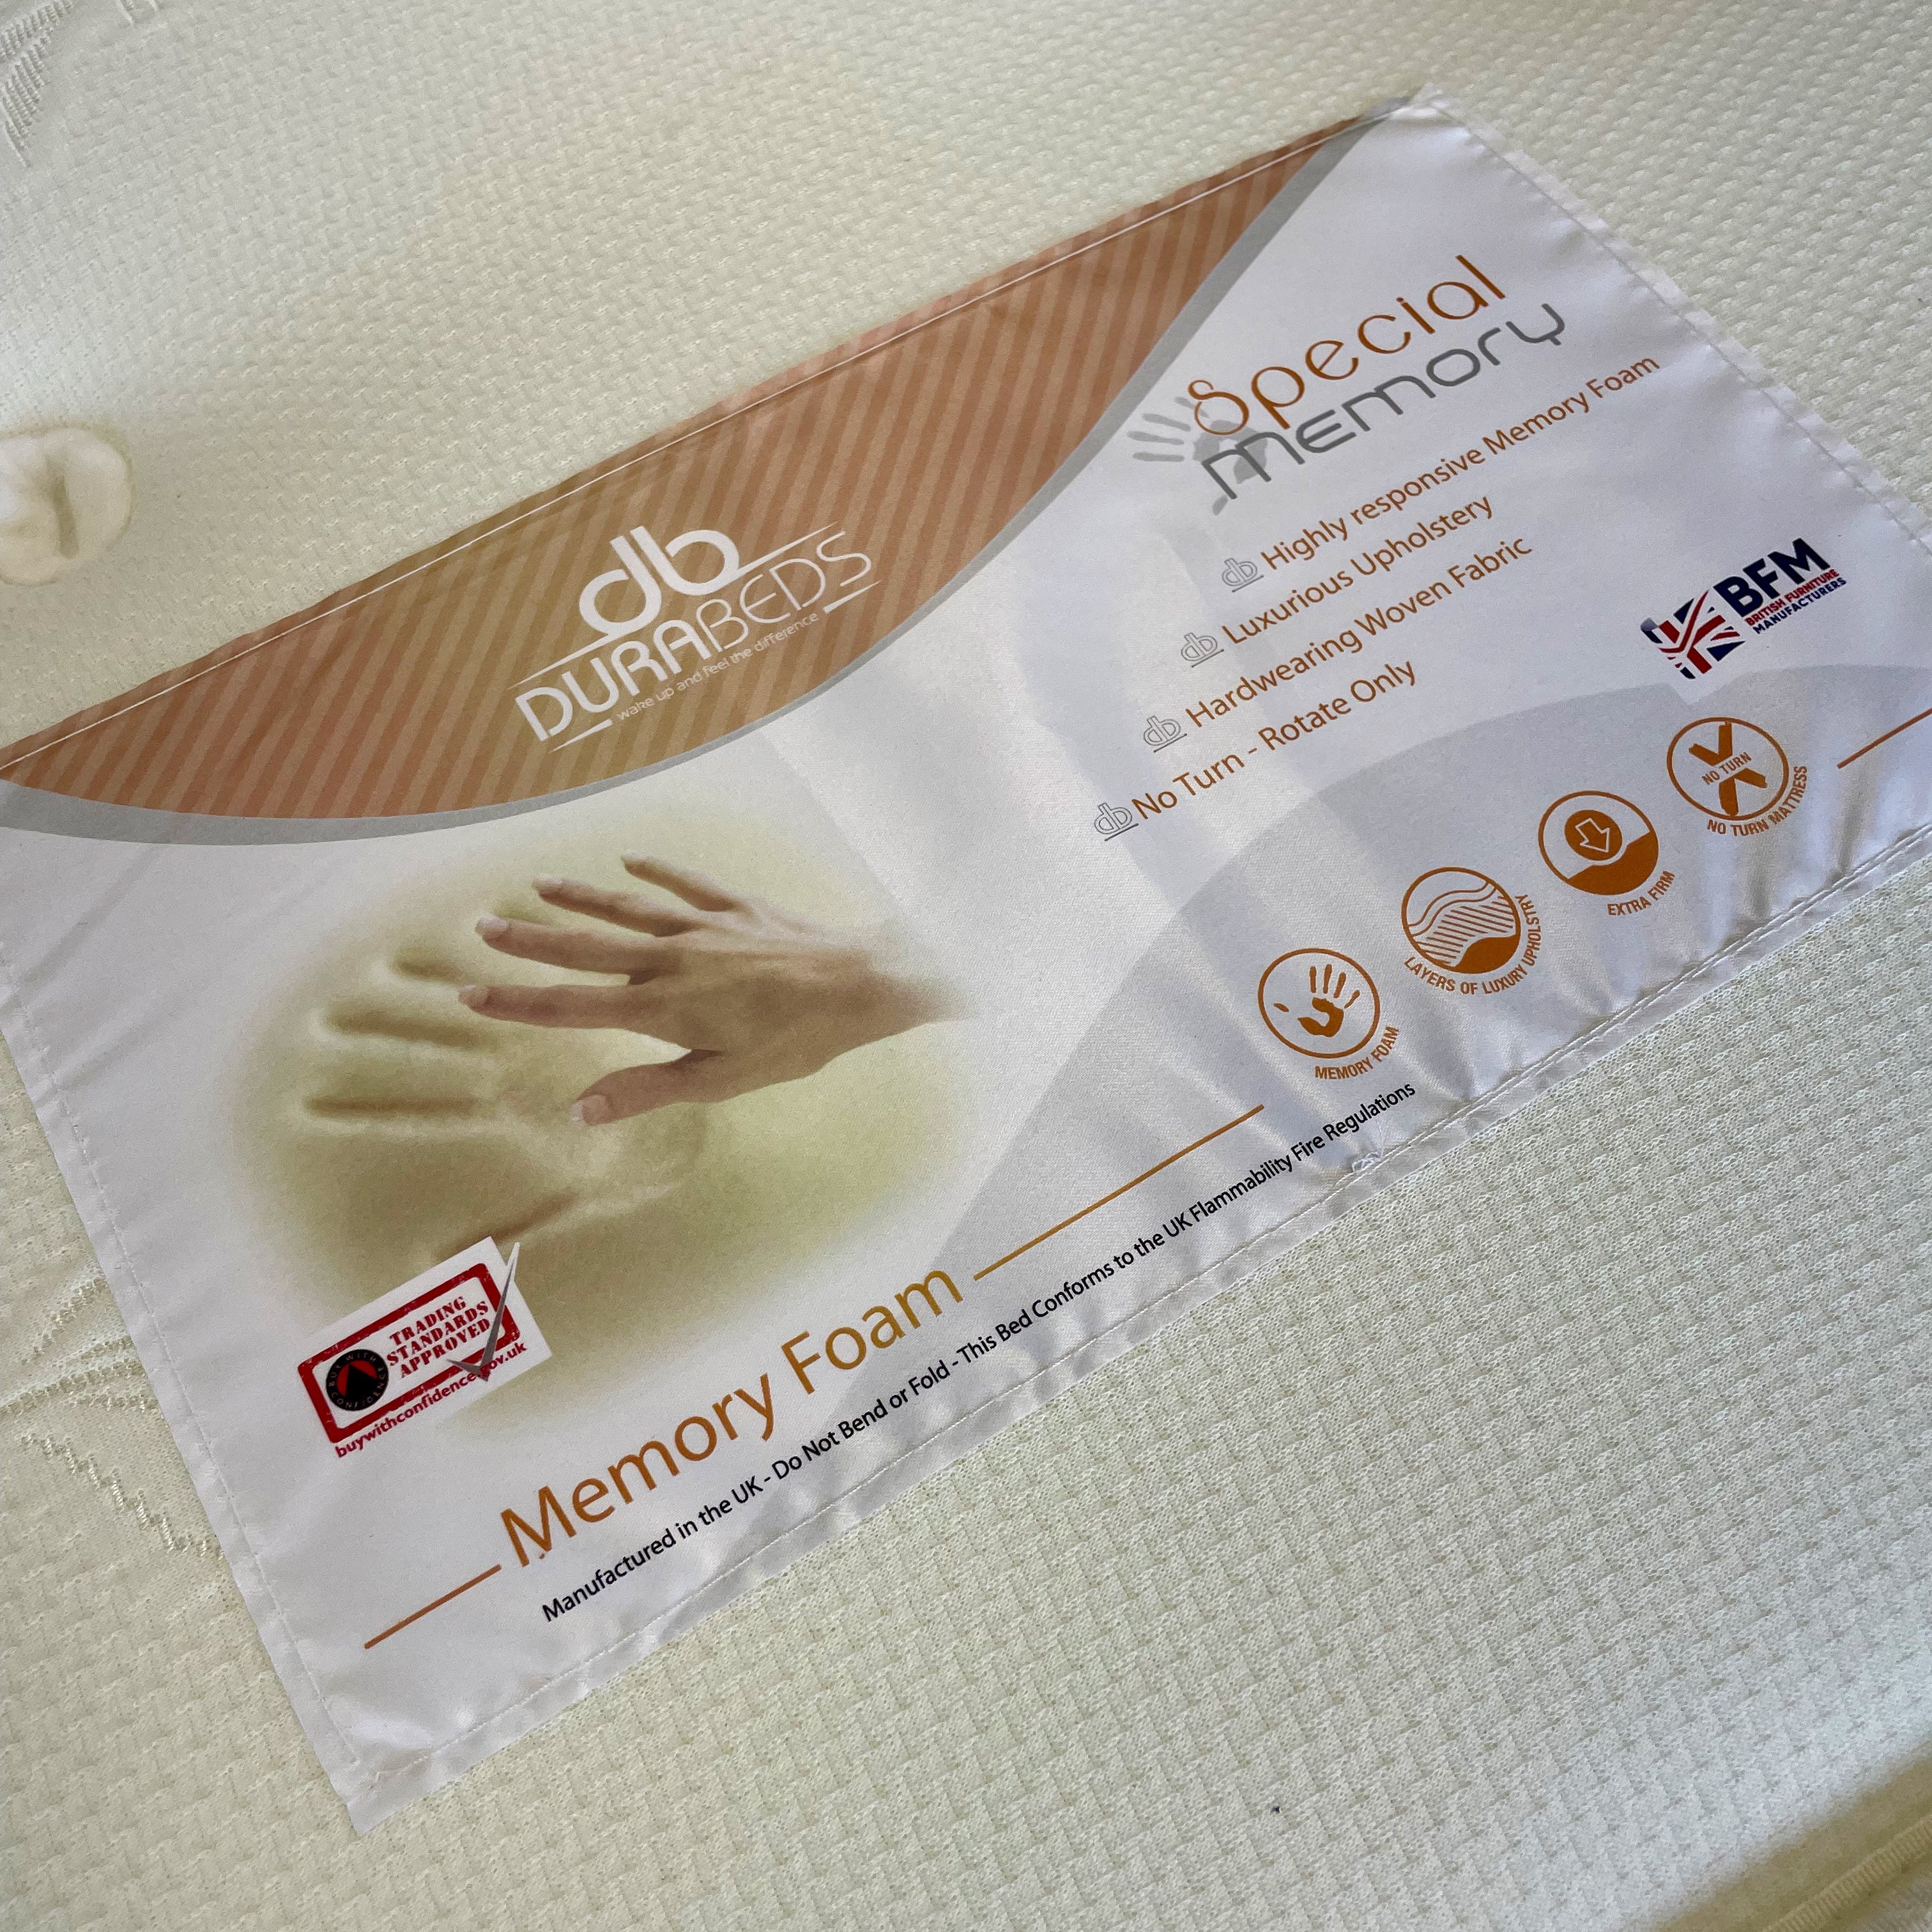 db
DURABEDS
wake up and feel the difference
Special
memory
db Highly responsive Memory Foam
db Luxurious Upholstery
db Hardwearing Woven Fabric
db No Turn - Rotate Only
BFM
BRITISH FURNITURE
MANUFACTURERS
NO TURN
NO TURN MATTRESS
EXTRA FIRM
LAYERS OF LUXURY UPHOLSTRY
MEMORY FOAM
TRADING
STANDARDS
APPROVED
BUY WITH CONFIDENCE
buywithconfidence.gov.uk
Memory Foam
Manufactured in the UK - Do Not Bend or Fold - This Bed Conforms to the UK Flammability Fire Regulations